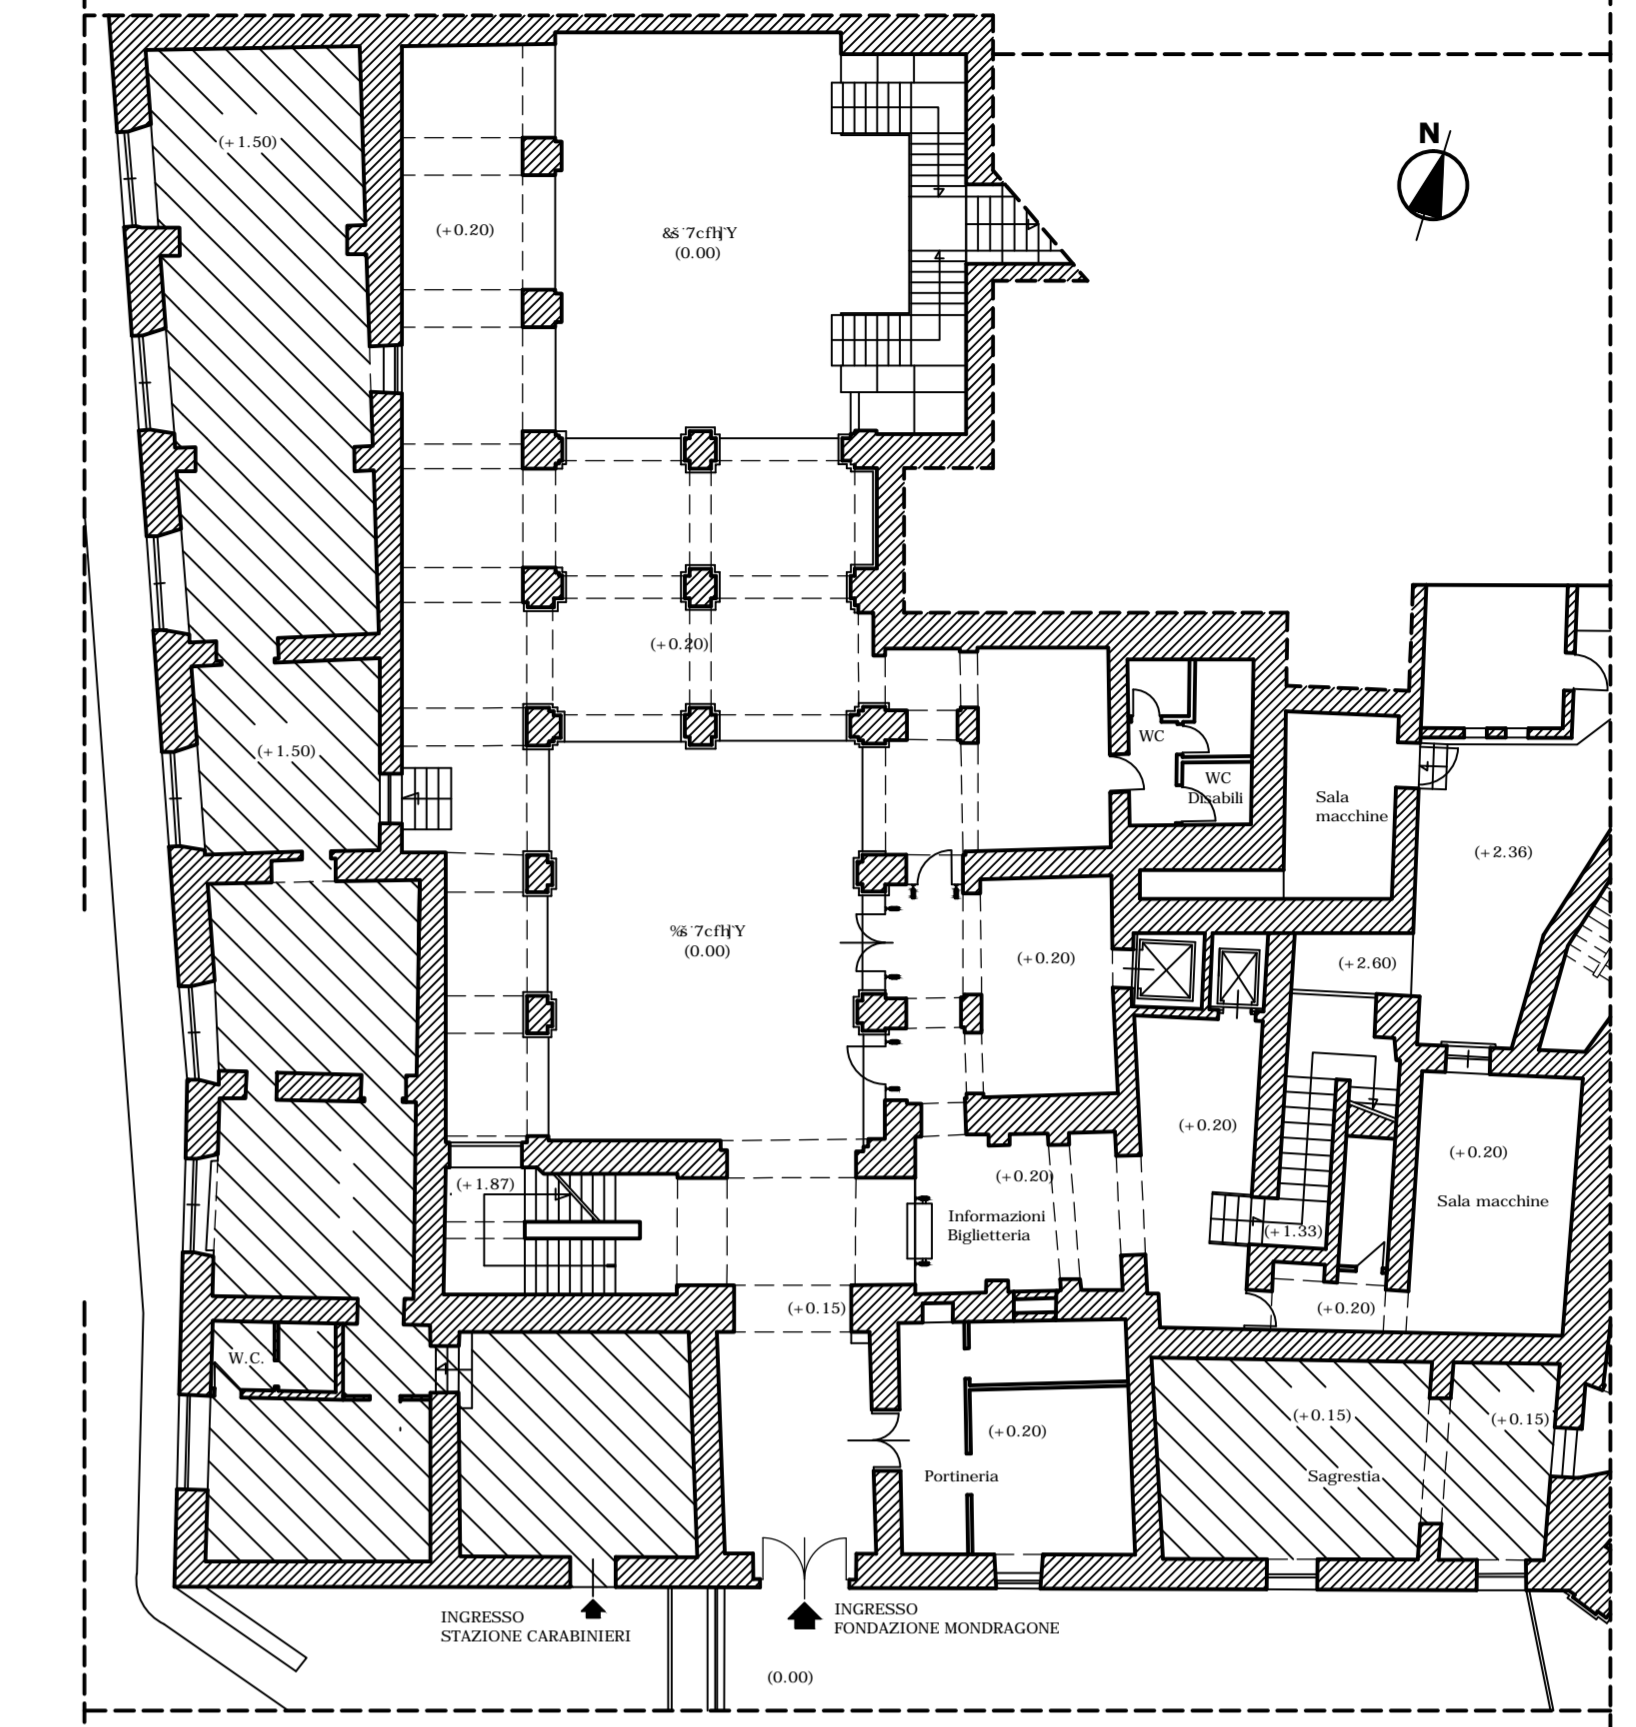 N
(+1.50)
(+0.20)
&š¨7cfh]Y
(0.00)
(+0.20)
(+1.50)
WC
WC
Disabili
Sala
macchine
(+2.36)
%š¨7cfh]Y
(0.00)
(+0.20)
(+2.60)
(+0.20)
(+0.20)
(+1.87)
(+0.20)
Informazioni
Biglietteria
Sala macchine
(+1.33)
(+0.15)
(+0.20)
W.C.
(+0.15)
(+0.15)
(+0.20)
Portineria
Sagrestia
INGRESSO
STAZIONE CARABINIERI
INGRESSO
FONDAZIONE MONDRAGONE
(0.00)